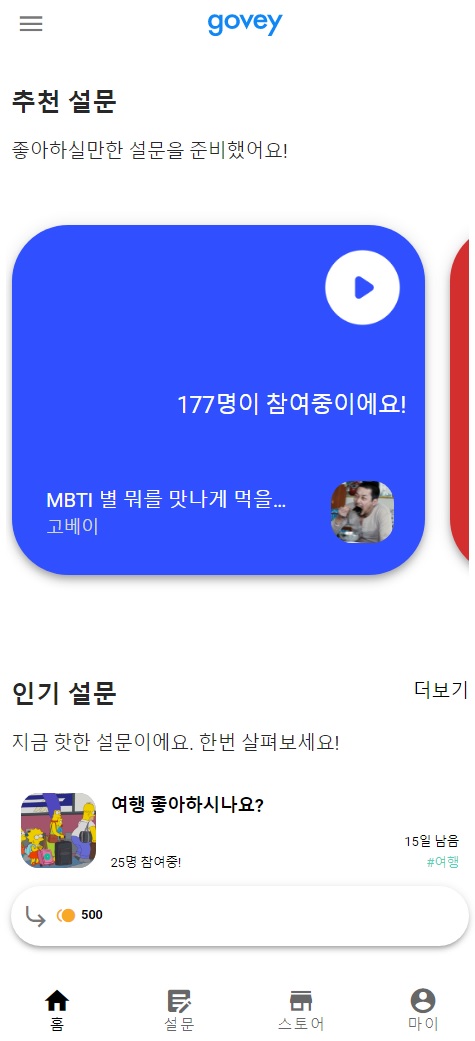 govey
추천 설문
좋아하실만한 설문을 준비했어요!
177명이 참여중이에요!
MBTI 별 뭐를 맛나게 먹을...
고베이
인기 설문
더보기
지금 핫한 설문이에요. 한번 살펴보세요!
여행 좋아하시나요?
15일 남음
25명 참여중!
#여행
500
홈
설문
스토어
마이